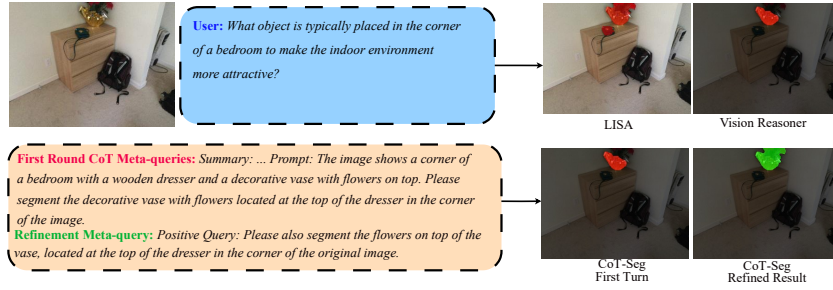 User: What object is typically placed in the corner
of a bedroom to make the indoor environment
more attractive?
LISA
Vision Reasoner
First Round CoT Meta-queries: Summary: ... Prompt: The image shows a corner of
a bedroom with a wooden dresser and a decorative vase with flowers on top. Please
segment the decorative vase with flowers located at the top of the dresser in the corner
of the image.
Refinement Meta-query: Positive Query: Please also segment the flowers on top of the
vase, located at the top of the dresser in the corner of the original image.
CoT-Seg
First Turn
CoT-Seg
Refined Result